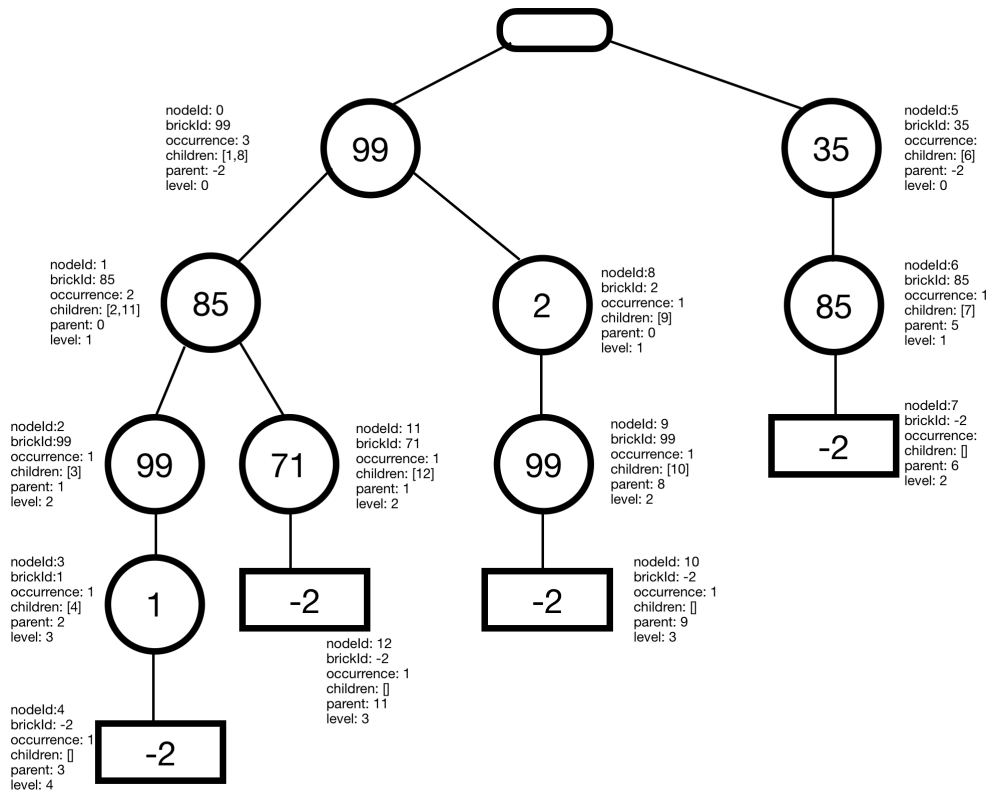 nodeId: 0
brickId: 99
occurrence: 3
children: [1,8]
parent: -2
level: 0
99
35
nodeId:5
brickId: 35
occurrence:
children: [6]
parent: -2
level: 0
nodeId: 1
brickId: 85
occurrence: 2
children: [2,11]
parent: 0
level: 1
85
2
nodeId:8
brickId: 2
occurrence: 1
children: [9]
parent: 0
level: 1
85
nodeId:6
brickId: 85
occurrence: 1
children: [7]
parent: 5
level: 1
nodeId:2
brickId:99
occurrence: 1
children: [3]
parent: 1
level: 2
99
71
nodeId: 11
brickId: 71
occurrence: 1
children: [12]
parent: 1
level: 2
99
nodeId: 9
brickId: 99
occurrence: 1
children: [10]
parent: 8
level: 2
-2
nodeId:7
brickId: -2
occurrence:
children: []
parent: 6
level: 2
nodeId:3
brickId:1
occurrence: 1
children: [4]
parent: 2
level: 3
1
-2
nodeId: 12
brickId: -2
occurrence: 1
children: []
parent: 11
level: 3
-2
nodeId: 10
brickId: -2
occurrence: 1
children: []
parent: 9
level: 3
nodeId:4
brickId: -2
occurrence: 1
children: []
parent: 3
level: 4
-2